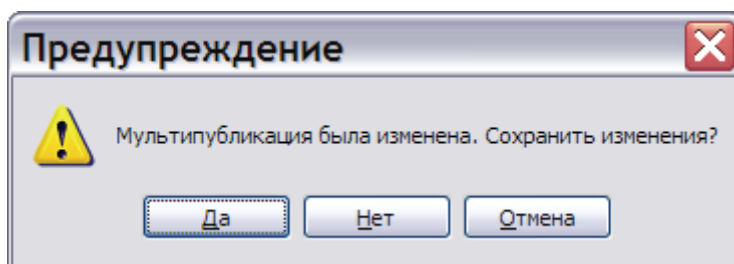 Предупреждение
Мультипубликация была изменена. Сохранить изменения?
Да Нет Отмена